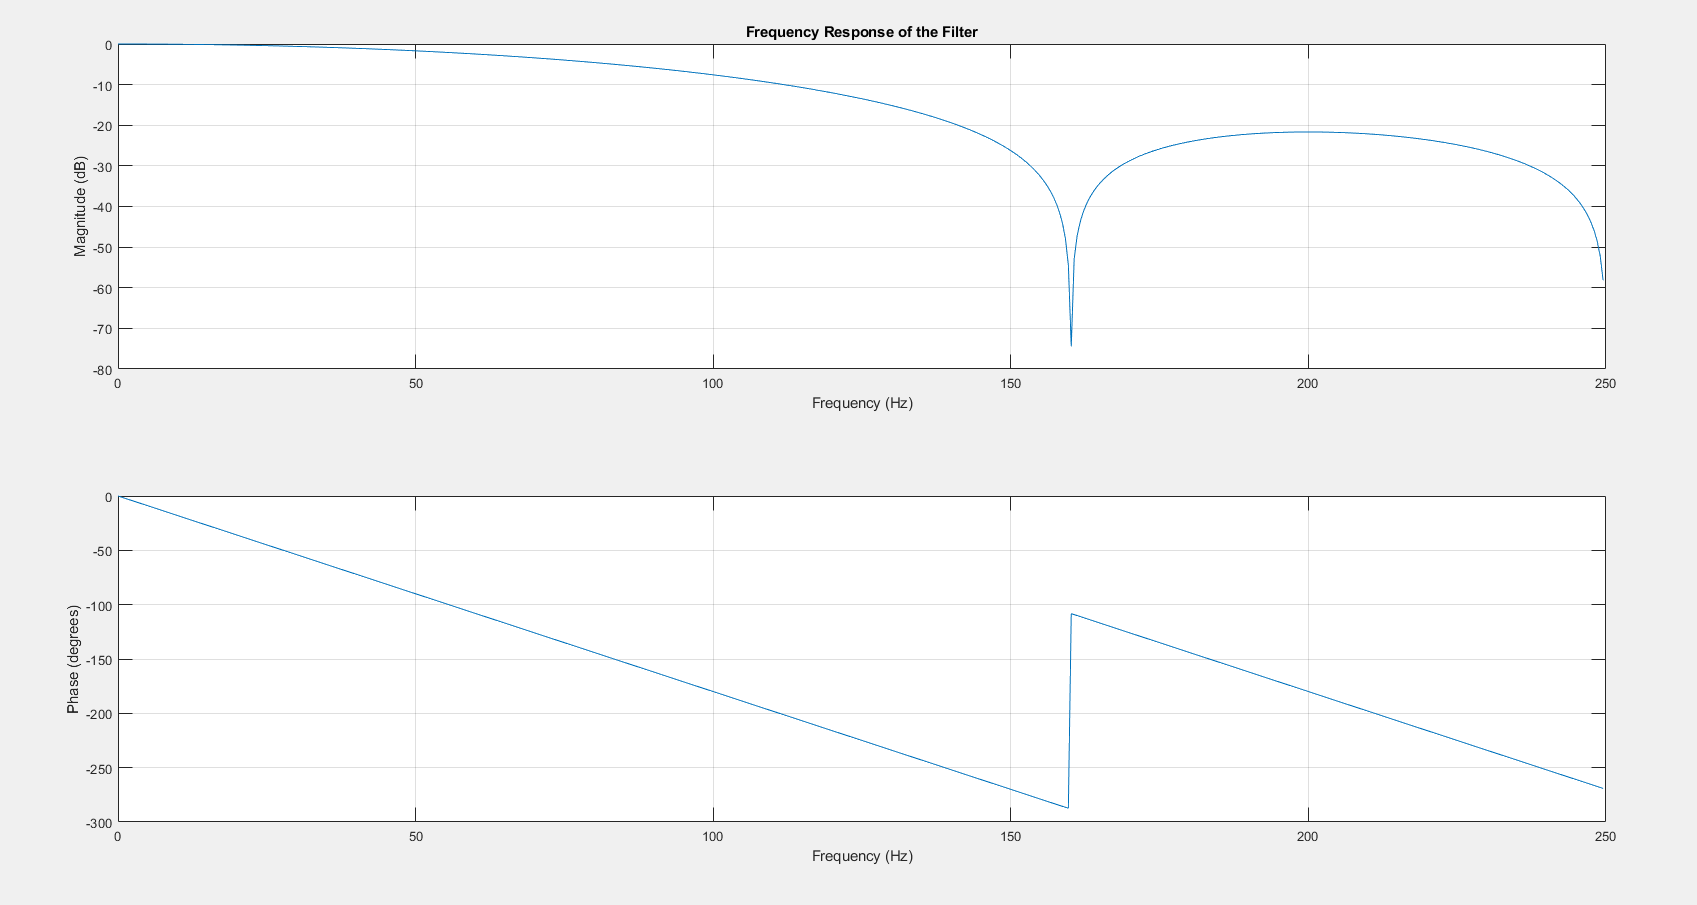 Frequency Response of the Filter
0
-10
-20
-30
-40
-50
-60
-70
-80
Magnitude (dB)
0 50 100 150 200 250
Frequency (Hz)
0
-50
-100
-150
-200
-250
-300
Phase (degrees)
0 50 100 150 200 250
Frequency (Hz)